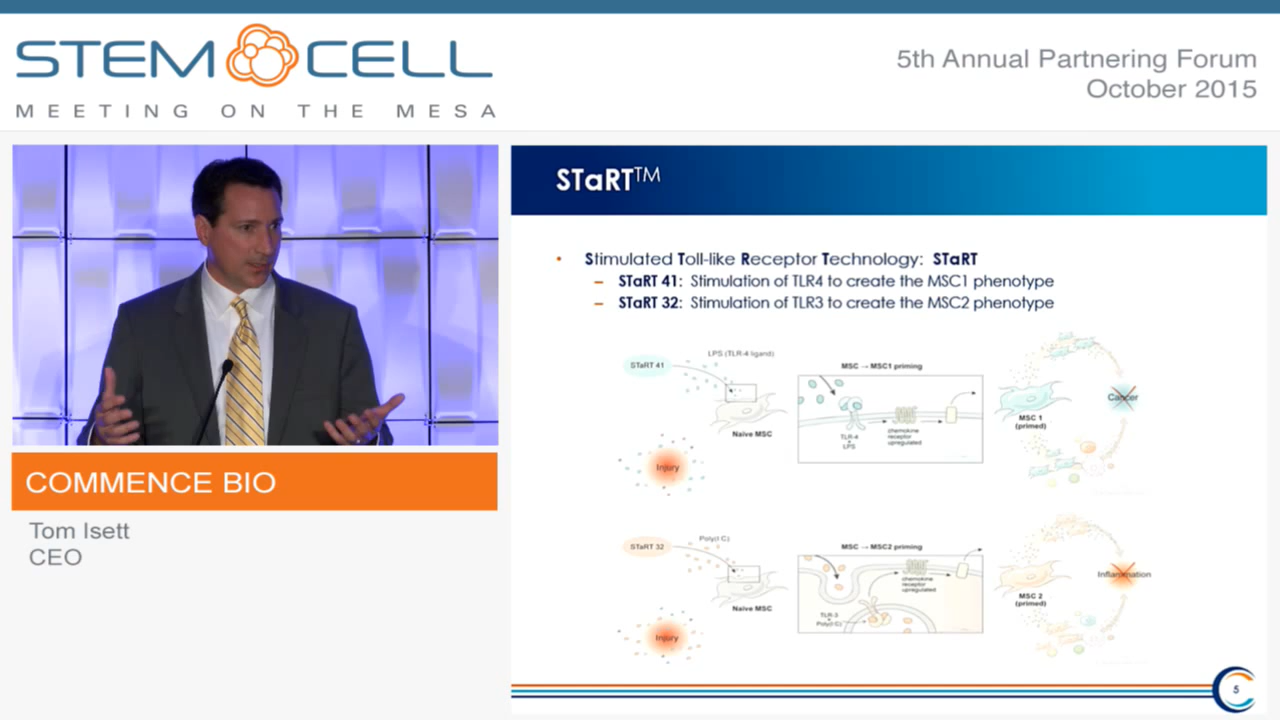 STEM CELL
MEETING ON THE MESA
5th Annual Partnering Forum
October 2015
COMMENCE BIO
Tom Isett
CEO
STaRT™
• Stimulated Toll-like Receptor Technology: STaRT
– STaRT 41: Stimulation of TLR4 to create the MSC1 phenotype
– STaRT 32: Stimulation of TLR3 to create the MSC2 phenotype
STaRT 41
LPS (TLR-4 ligand)
Naive MSC
Injury
MSC → MSC1 priming
TLR-4
LPS
chemokine
receptor
upregulated
MSC 1
(primed)
Cancer
STaRT 32
Poly(I C)
Naive MSC
Injury
MSC → MSC2 priming
chemokine
receptor
upregulated
TLR-3
Poly(I C)
MSC 2
(primed)
Inflammation
5